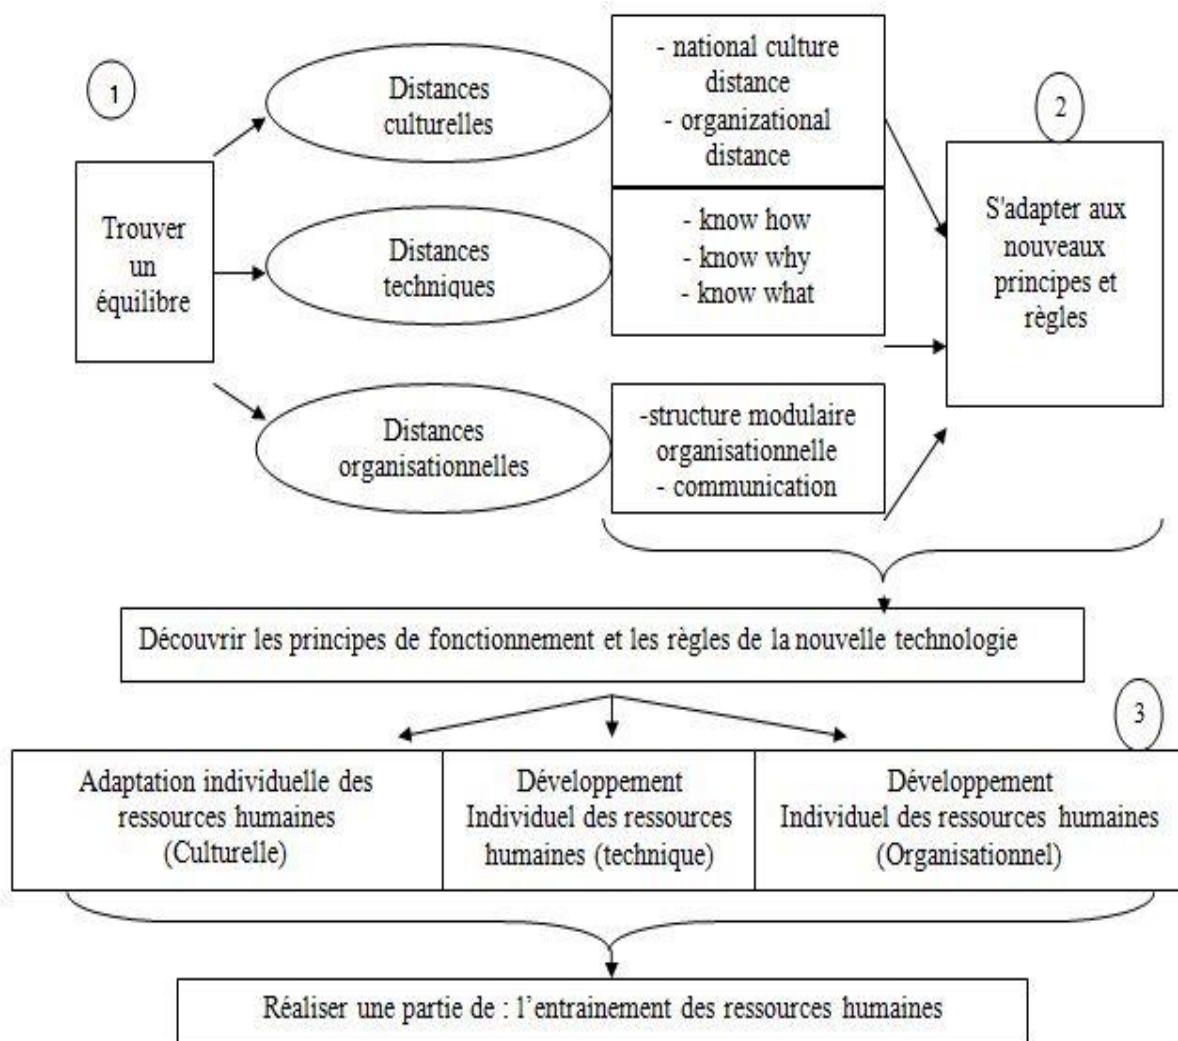 1
Distances
culturelles
- national culture
distance
- organizational
distance
2
Trouver
un
équilibre
Distances
techniques
- know how
- know why
- know what
S'adapter aux
nouveaux
principes et
règles
Distances
organisationnelles
-structure modulaire
organisationnelle
- communication
Découvrir les principes de fonctionnement et les règles de la nouvelle technologie
3
Adaptation individuelle des
ressources humaines
(Culturelle)
Développement
Individuel des ressources
humaines (technique)
Développement
Individuel des ressources humaines
(Organisationnel)
Réaliser une partie de : l'entrainement des ressources humaines